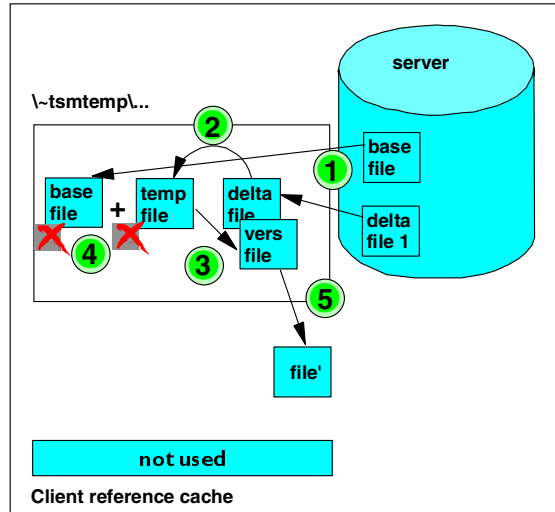 server
\~tsmtemp\...
2
base
file
1
base
file
+
temp
file
delta
file
delta
file 1
vers
file
4
3
5
file'
not used
Client reference cache